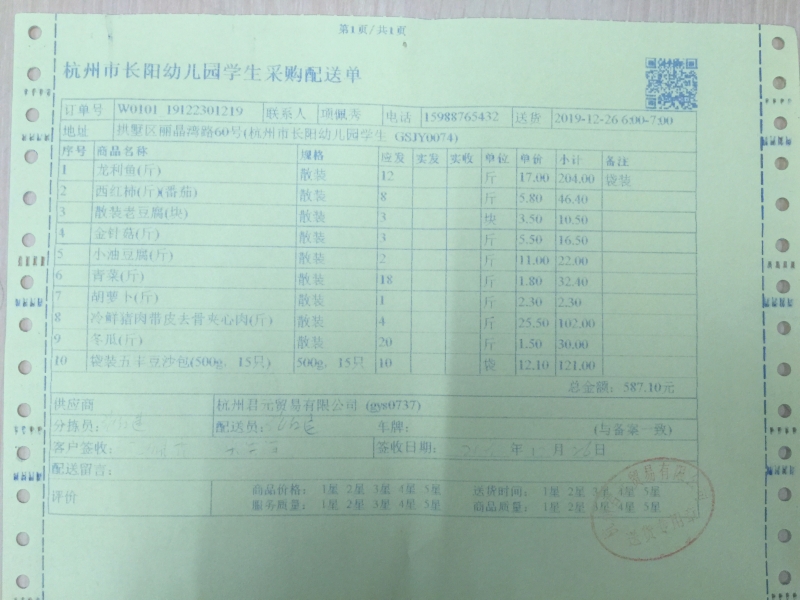 第1页/共1页
杭州市长阳幼儿园学生采购配送单
订单号 W0101 19122301219 联系人 项佩秀 电话 15988765432 送货 2019-12-26 6:00-7:00
地址 拱墅区丽晶湾路60号(杭州市长阳幼儿园学生 GSJY0074)
序号 商品名称 规格 应发 实发 实收 单位 单价 小计 备注
1 龙利鱼(斤) 散装 12 斤 17.00 204.00 袋装
2 西红柿(斤)(番茄) 散装 8 斤 5.80 46.40
3 散装老豆腐(块) 散装 3 块 3.50 10.50
4 金针菇(斤) 散装 3 斤 5.50 16.50
5 小油豆腐(斤) 散装 2 斤 11.00 22.00
6 青菜(斤) 散装 18 斤 1.80 32.40
7 胡萝卜(斤) 散装 1 斤 2.30 2.30
8 冷鲜猪肉带皮去骨夹心肉(斤) 散装 4 斤 25.50 102.00
9 冬瓜(斤) 散装 20 斤 1.50 30.00
10 袋装五丰豆沙包(500g，15只) 500g，15只 10 袋 12.10 121.00
总金额: 587.10元
供应商 杭州君元贸易有限公司 (gys0737)
分拣员: 配送员: 车牌: (与备案一致)
客户签收: 签收日期: 年 月 日
配送留言:
评价 商品价格: 1星 2星 3星 4星 5星 送货时间: 1星 2星 3星 4星 5星
服务质量: 1星 2星 3星 4星 5星 商品质量: 1星 2星 3星 4星 5星